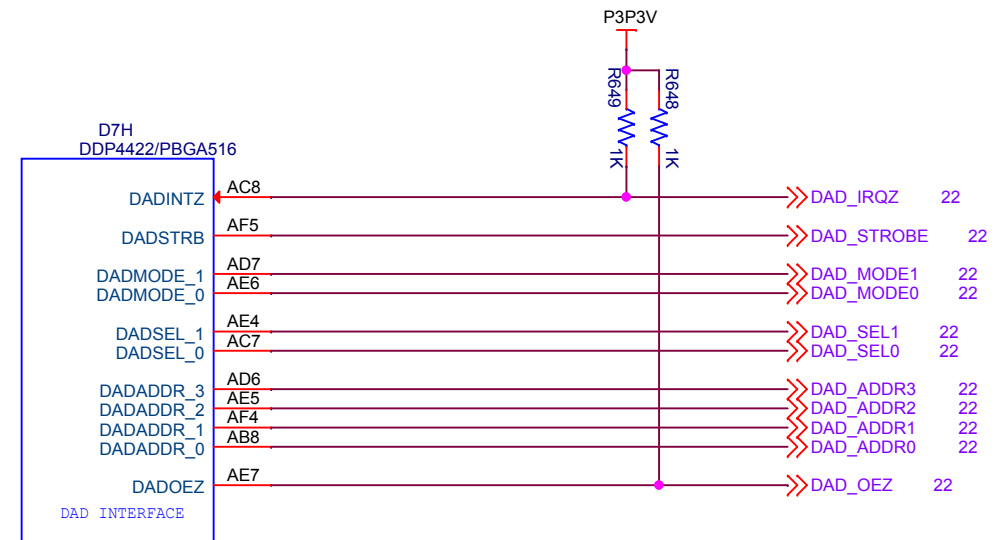 P3P3V
R649
R648
1K
1K
D7H
DDP4422/PBGA516
DADINTZ AC8 DAD_IRQZ 22
DADSTRB AF5 DAD_STROBE 22
DADMODE_1 AD7 DAD_MODE1 22
DADMODE_0 AE6 DAD_MODE0 22
DADSEL_1 AE4 DAD_SEL1 22
DADSEL_0 AC7 DAD_SEL0 22
DADADDR_3 AD6 DAD_ADDR3 22
DADADDR_2 AE5 DAD_ADDR2 22
DADADDR_1 AF4 DAD_ADDR1 22
DADADDR_0 AB8 DAD_ADDR0 22
DADOEZ AE7 DAD_OEZ 22
DAD INTERFACE